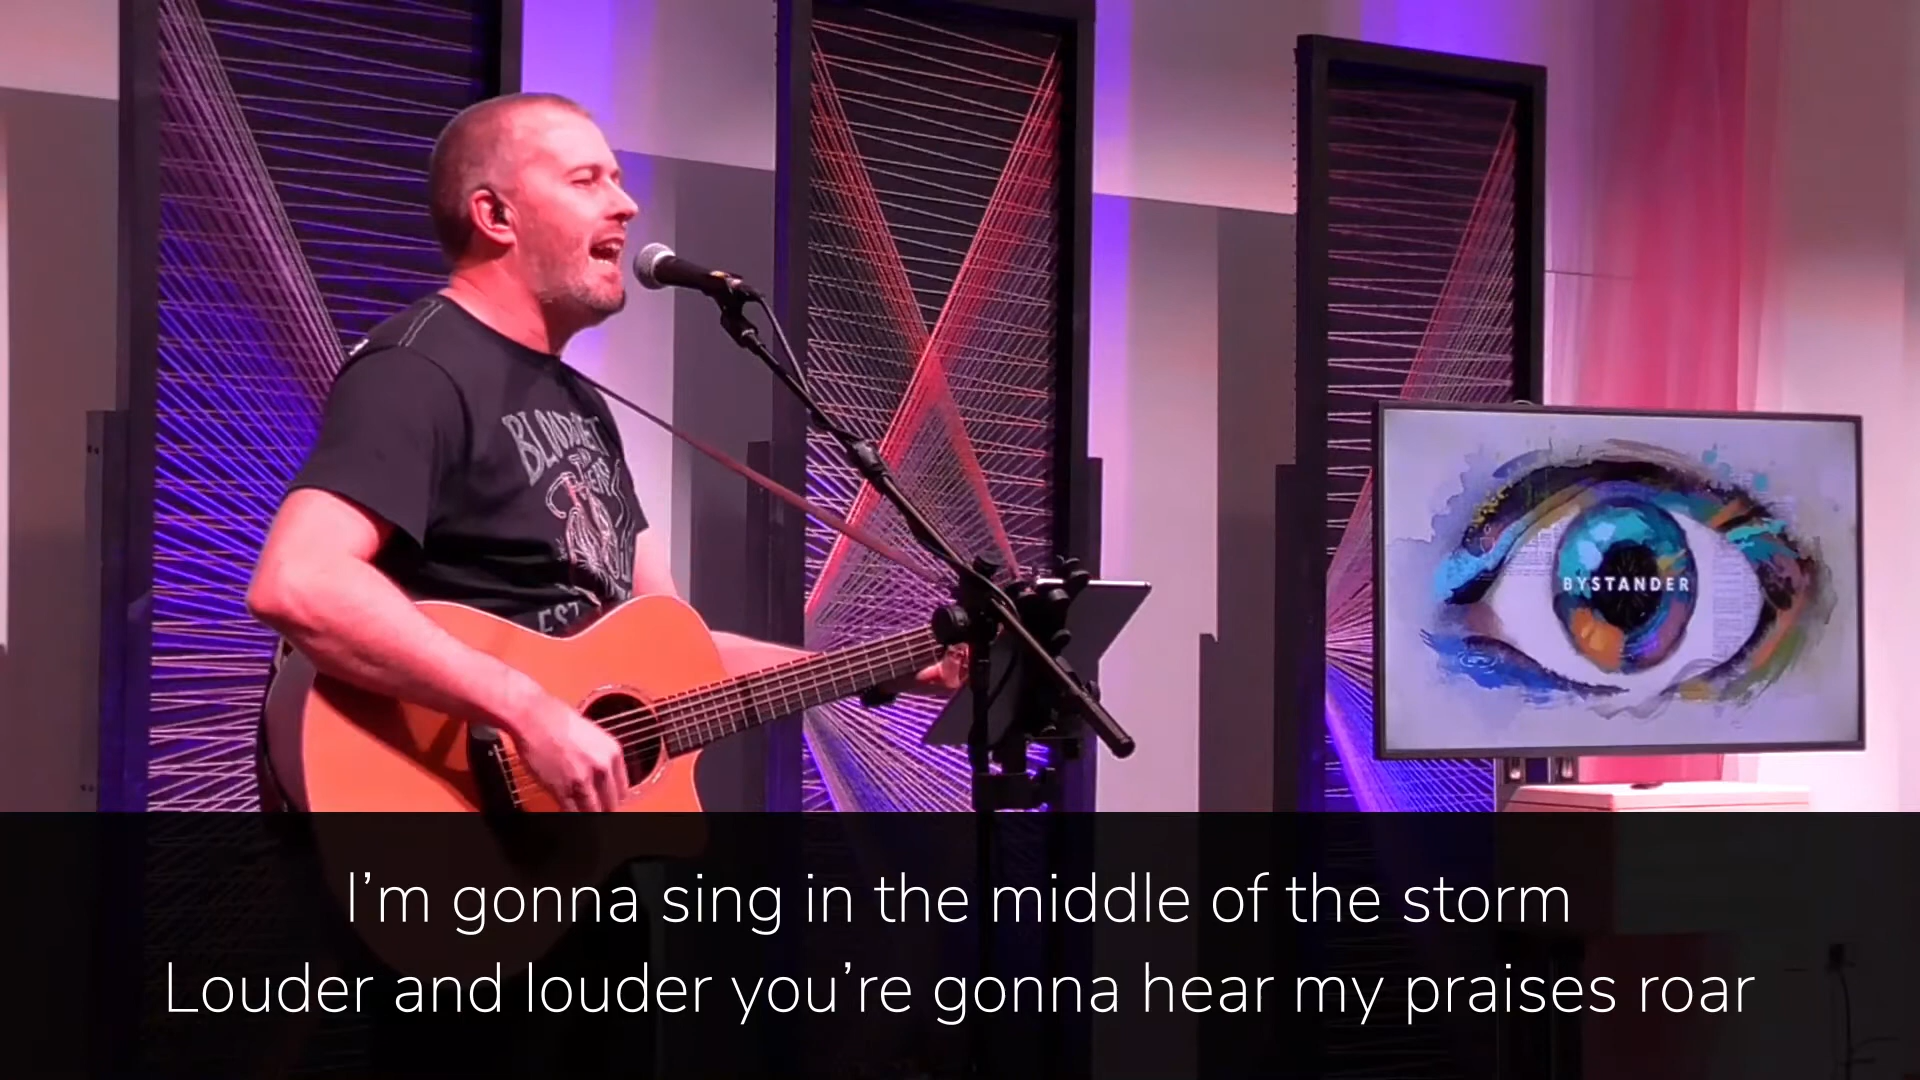 BYSTANDER
EST
I'm gonna sing in the middle of the storm
Louder and louder you're gonna hear my praises roar